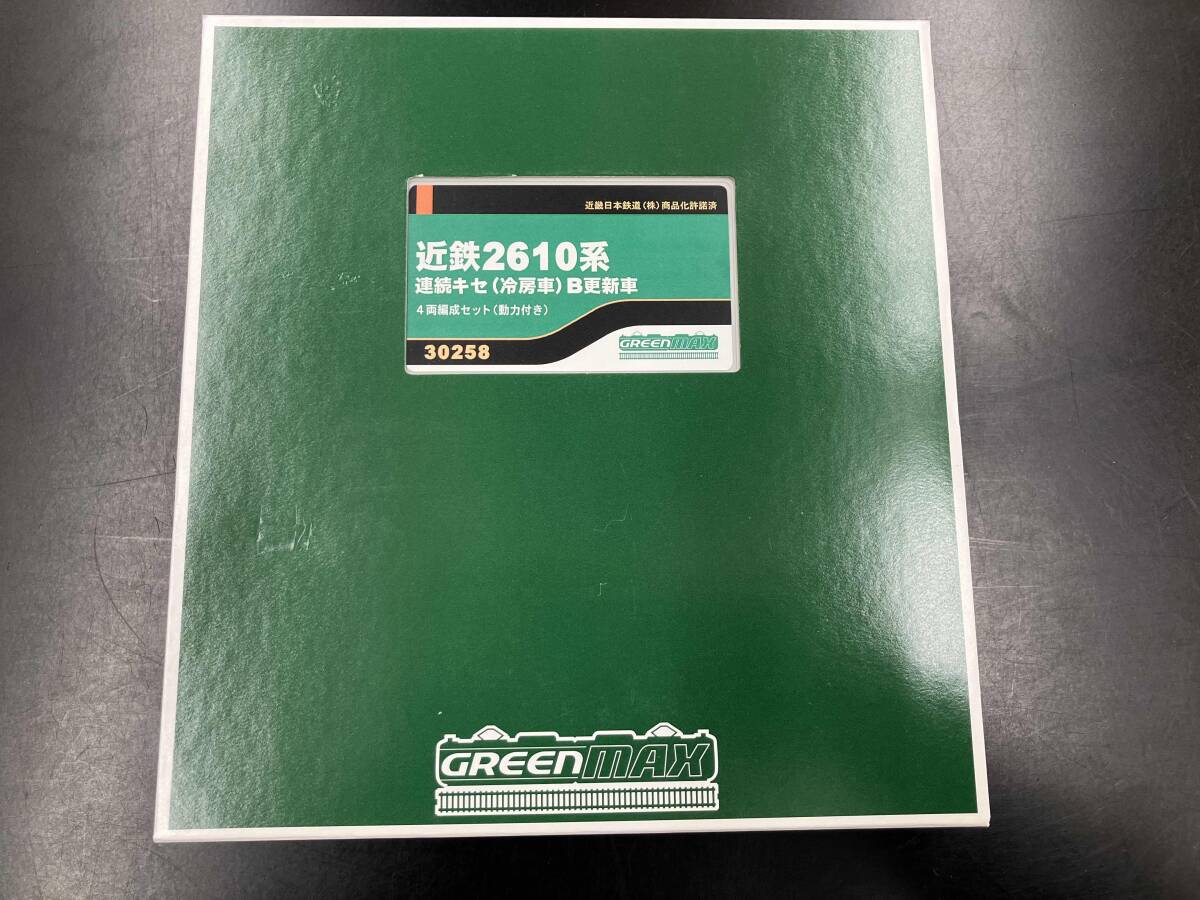 近畿日本鉄道(株)商品化許諾済
近鉄2610系
連続キセ(冷房車)B更新車
4両編成セット(動力付き)
GREENMAX
30258
GREENMAX